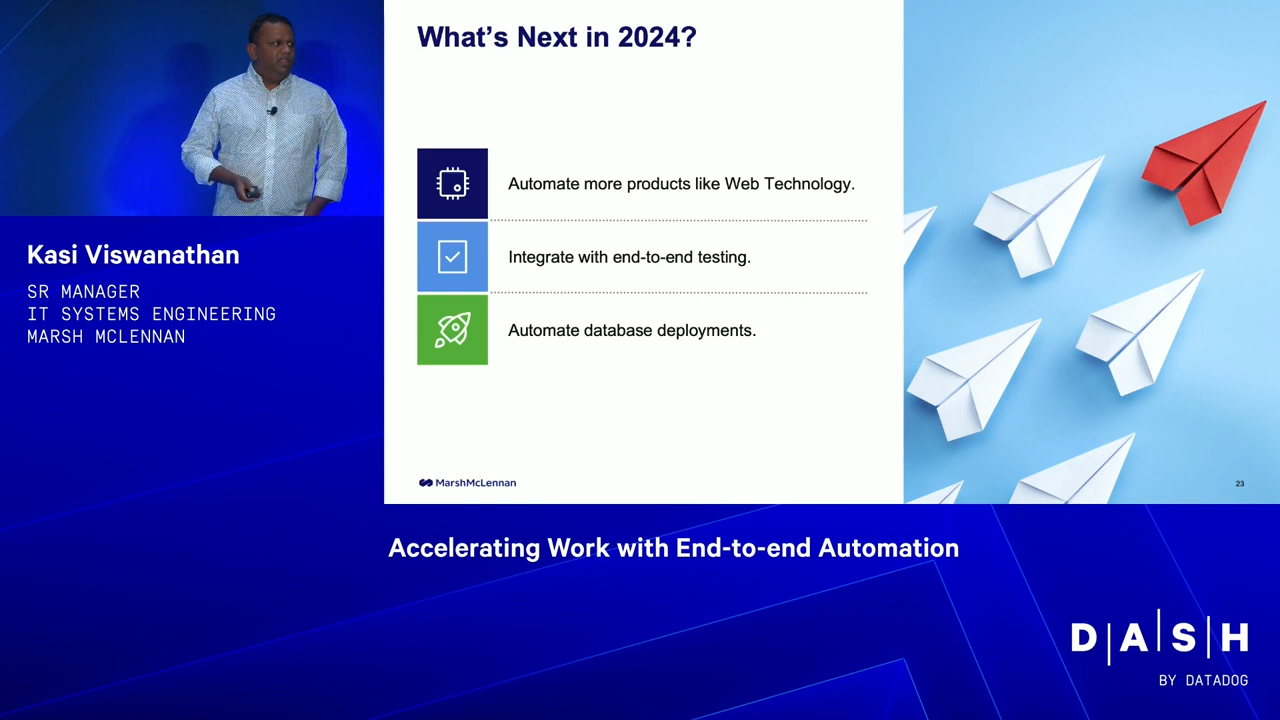 What's Next in 2024?
Automate more products like Web Technology.
Integrate with end-to-end testing.
Automate database deployments.
MarshMcLennan
23
Kasi Viswanathan
SR MANAGER
IT SYSTEMS ENGINEERING
MARSH MCLENNAN
Accelerating Work with End-to-end Automation
D|A|S|H
BY DATADOG